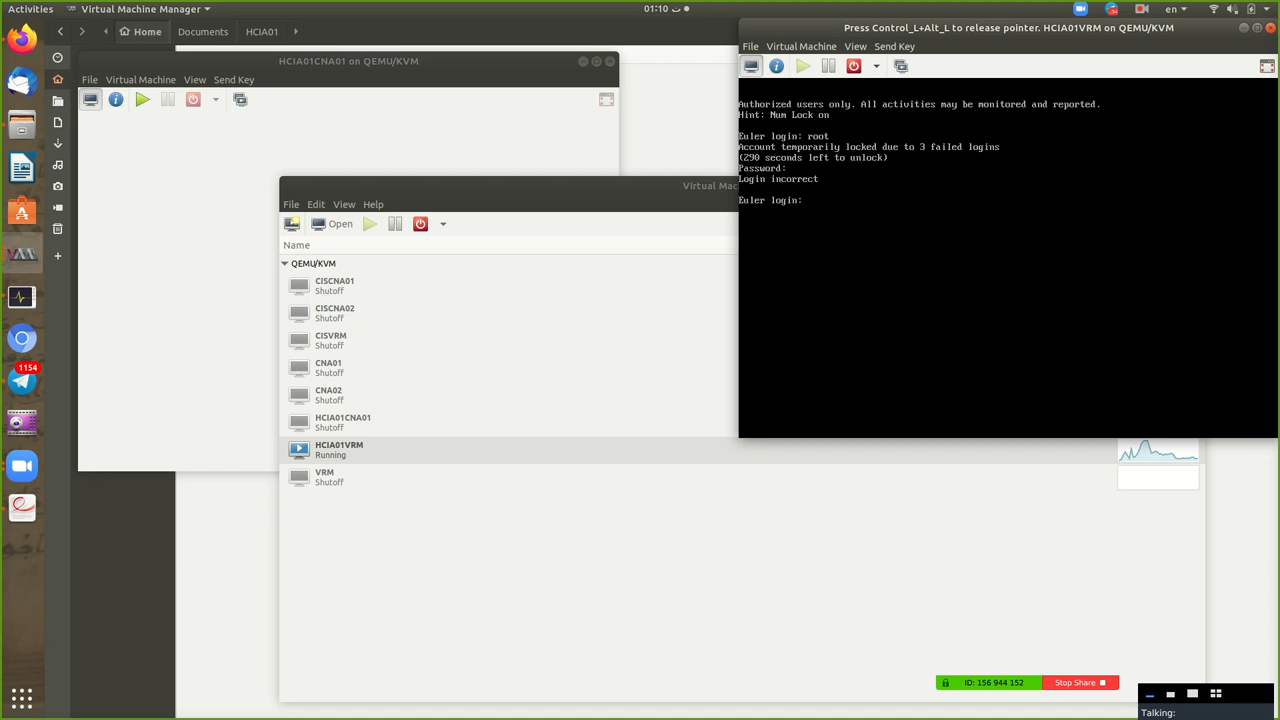 Activities
Virtual Machine Manager
01:10 ت
en
Home
Documents
HCIA01
HCIA01CNA01 on QEMU/KVM
File Virtual Machine View Send Key
Press Control_L+Alt_L to release pointer. HCIA01VRM on QEMU/KVM
File Virtual Machine View Send Key
Authorized users only. All activities may be monitored and reported.
Hint: Num Lock on
Euler login: root
Account temporarily locked due to 3 failed logins
(290 seconds left to unlock)
Password:
Login incorrect
Euler login:
Virtual Mac
File Edit View Help
Open
Name
QEMU/KVM
CISCNA01
Shutoff
CISCNA02
Shutoff
CISVRM
Shutoff
CNA01
Shutoff
CNA02
Shutoff
HCIA01CNA01
Shutoff
HCIA01VRM
Running
VRM
Shutoff
1154
ID: 156 944 152
Stop Share
Talking: